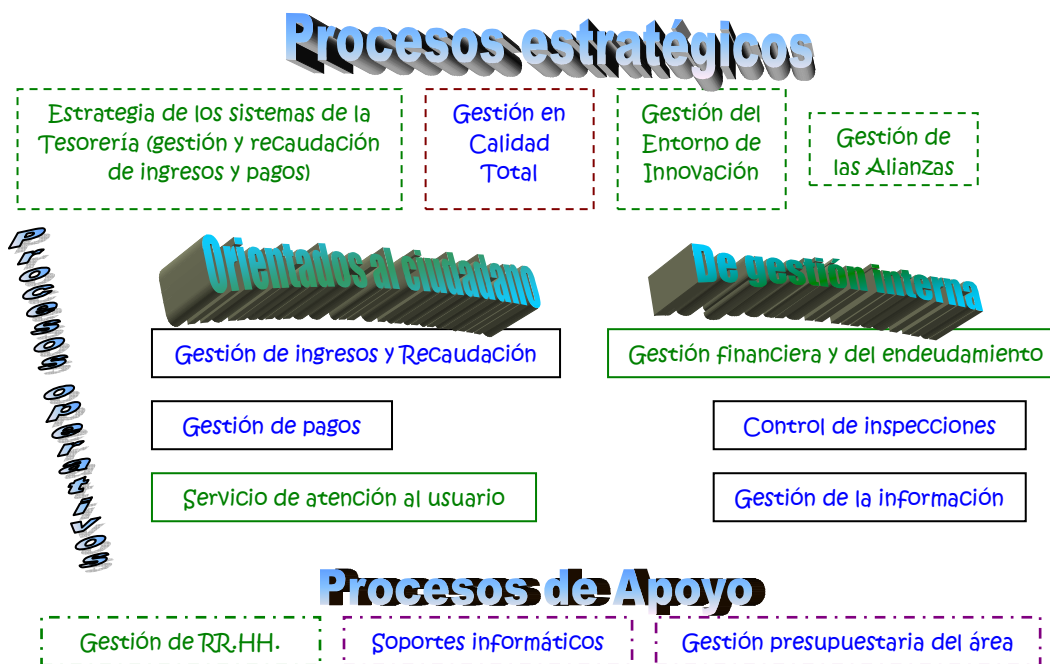 Procesos estratégicos
Estrategia de los sistemas de la
Tesorería (gestión y recaudación
de ingresos y pagos)
Gestión en
Calidad
Total
Gestión del
Entorno de
Innovación
Gestión de
las Alianzas
Procesos operativos
Orientados al ciudadano
Gestión de ingresos y Recaudación
Gestión de pagos
Servicio de atención al usuario
De gestión interna
Gestión financiera y del endeudamiento
Control de inspecciones
Gestión de la información
Procesos de Apoyo
Gestión de RR.HH.
Soportes informáticos
Gestión presupuestaria del área